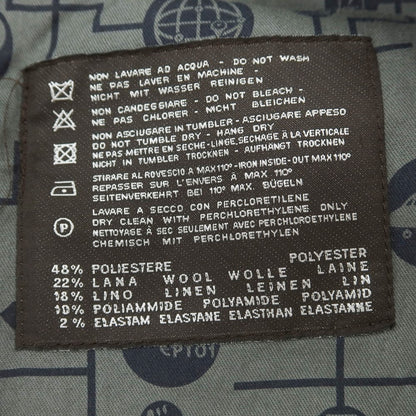 NON LAVARE AD ACQUA - DO NOT WASH
NE PAS LAVER EN MACHINE -
NICHT MIT WASSER REINIGEN
NON CANDEGGIARE - DO NOT BLEACH -
NE PAS CHLORER - NICHT BLEICHEN
NON ASCIUGARE IN TUMBLER - ASCIUGARE APPESO
DO NOT TUMBLE DRY - HANG DRY
NE PAS METTRE EN SÈCHE-LINGE, SECHAGE À LA VERTICALE
NICHT IM TUMBLER TROCKNEN - AUFHANGT TROCKNEN
STIRARE AL ROVESCIO A MAX 110° - IRON INSIDE-OUT MAX 110°
REPASSER SUR L'ENVERS À MAX 110°
SEITENVERKEHRT BEI MAX 110° BÜGELN
P
LAVARE A SECCO CON PERCLORETILENE
DRY CLEAN WITH PERCHLORETHYLENE ONLY
NETTOYAGE À SEC SEULEMENT AVEC PERCHLOROETHYLENE
CHEMISCH MIT PERCHLORETHYLEN
48% POLIESTERE POLYESTER
22% LANA WOOL WOLLE LAINE
18% LINO LINEN LEINEN LIN
10% POLIAMMIDE POLYAMIDE POLYAMID
2% ELASTAM ELASTANE ELASTHAN ELASTANNE
CPTO1